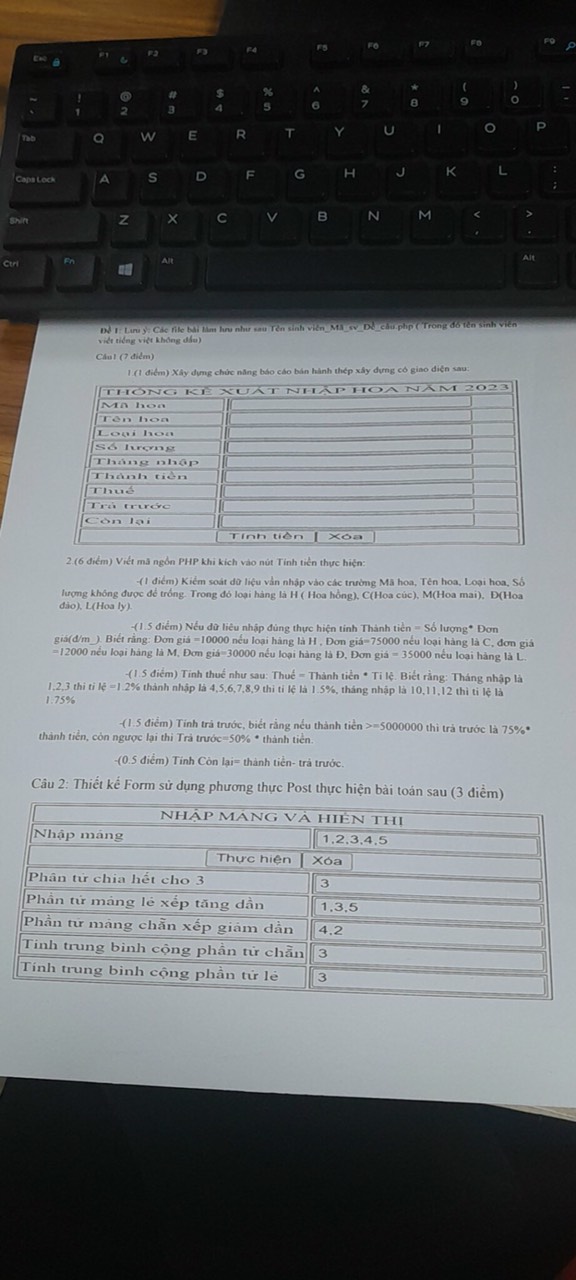 Esc F1 F2 F3 F4 F5 F6 F7 F8 F9
~ ! @ # $ % ^ & * ( ) _
` 1 2 3 4 5 6 7 8 9 0 -
Tab Q W E R T Y U I O P
Caps Lock A S D F G H J K L : ;
Shift Z X C V B N M < , > .
Ctrl Fn Alt Alt
Đề 1: Lưu ý: Các file bài làm lưu như sau Tên sinh viên_Mã_sv_Đề_câu.php ( Trong đó tên sinh viên
viết tiếng việt không dấu)
Câu1 (7 điểm)
1.(1 điểm) Xây dựng chức năng báo cáo bán hành thép xây dựng có giao diện sau:
THỐNG KÊ XUẤT NHẬP HOA NĂM 2023
Mã hoa
Tên hoa
Loại hoa
Số lượng
Tháng nhập
Thành tiền
Thuế
Trả trước
Còn lại
Tính tiền Xóa
2.(6 điểm) Viết mã ngồn PHP khi kích vào nút Tính tiền thực hiện:
-(1 điểm) Kiểm soát dữ liệu vẫn nhập vào các trường Mã hoa, Tên hoa, Loại hoa, Số
lượng không được để trống. Trong đó loại hàng là H ( Hoa hồng), C(Hoa cúc), M(Hoa mai), Đ(Hoa
đào), L(Hoa ly).
-(1.5 điểm) Nếu dữ liêu nhập đúng thực hiện tính Thành tiền = Số lượng* Đơn
giá(đ/m_). Biết rằng: Đơn giá =10000 nếu loại hàng là H , Đơn giá=75000 nếu loại hàng là C, đơn giá
=12000 nếu loại hàng là M, Đơn giá=30000 nếu loại hàng là Đ, Đơn giá = 35000 nếu loại hàng là L.
-(1.5 điểm) Tính thuế như sau: Thuế = Thành tiền * Tỉ lệ. Biết rằng: Tháng nhập là
1,2,3 thì tỉ lệ =1.2% thành nhập là 4,5,6,7,8,9 thì tỉ lệ là 1.5%, tháng nhập là 10,11,12 thì tỉ lệ là
1.75%
-(1.5 điểm) Tính trả trước, biết rằng nếu thành tiền >=5000000 thì trả trước là 75%*
thành tiền, còn ngược lại thì Trả trước=50% * thành tiền.
-(0.5 điểm) Tính Còn lại= thành tiền- trả trước.
Câu 2: Thiết kế Form sử dụng phương thực Post thực hiện bài toán sau (3 điểm)
NHẬP MẢNG VÀ HIỂN THỊ
Nhập mảng 1,2,3,4,5
Thực hiện Xóa
Phân tử chia hết cho 3 3
Phần tử mảng lẻ xếp tăng dần 1,3,5
Phần tử mảng chẵn xếp giảm dần 4,2
Tính trung bình cộng phần tử chẵn 3
Tính trung bình cộng phần tử lẻ 3